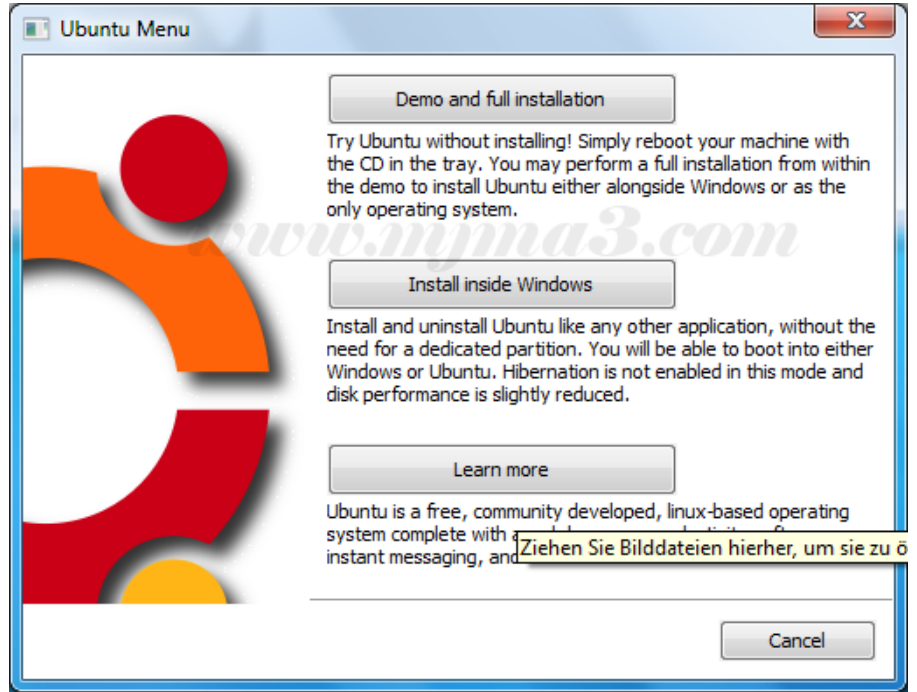 Ubuntu Menu
Demo and full installation
Try Ubuntu without installing! Simply reboot your machine with
the CD in the tray. You may perform a full installation from within
the demo to install Ubuntu either alongside Windows or as the
only operating system.
www.mjma3.com
Install inside Windows
Install and uninstall Ubuntu like any other application, without the
need for a dedicated partition. You will be able to boot into either
Windows or Ubuntu. Hibernation is not enabled in this mode and
disk performance is slightly reduced.
Learn more
Ubuntu is a free, community developed, linux-based operating
system complete with
instant messaging, and
Ziehen Sie Bilddateien hierher, um sie zu ö
Cancel